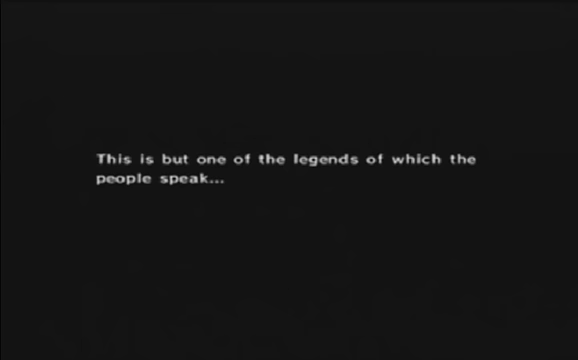 This is but one of the legends of which the
people speak...